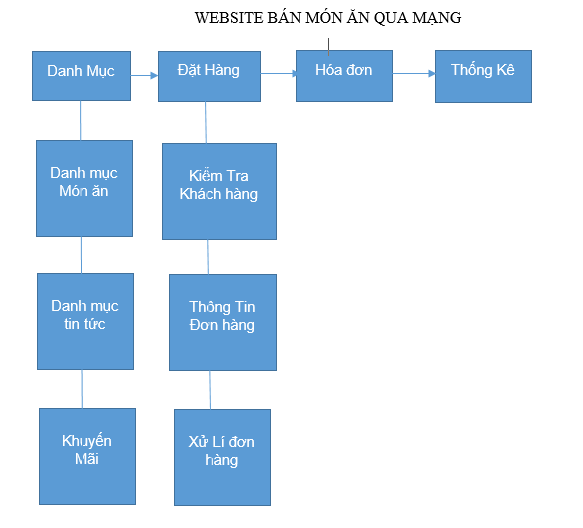 WEBSITE BÁN MÓN ĂN QUA MẠNG
Danh Mục
Đặt Hàng
Hóa đơn
Thống Kê
Danh mục
Món ăn
Kiểm Tra
Khách hàng
Danh mục
tin tức
Thông Tin
Đơn hàng
Khuyến
Mãi
Xử Lí đơn
hàng